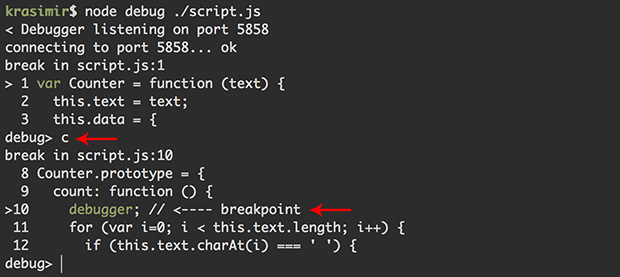 krasimir$ node debug ./script.js
< Debugger listening on port 5858
connecting to port 5858... ok
break in script.js:1
> 1 var Counter = function (text) {
  2   this.text = text;
  3   this.data = {
debug> c
break in script.js:10
  8 Counter.prototype = {
  9   count: function () {
>10     debugger; // <---- breakpoint
 11     for (var i=0; i < this.text.length; i++) {
 12       if (this.text.charAt(i) === ' ') {
debug>